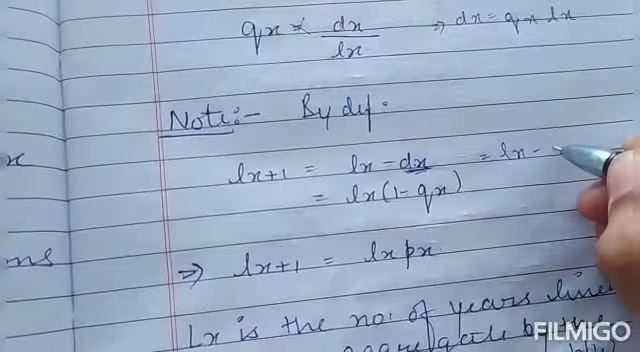 qx = dx/lx ⇒ dx = qx lx
Note:- By def.
x
lx+1 = lx - dx = lx -
= lx(1 - qx)
ns
⇒ lx+1 = lx px
Lx is the no. of years lived
FILMIGO